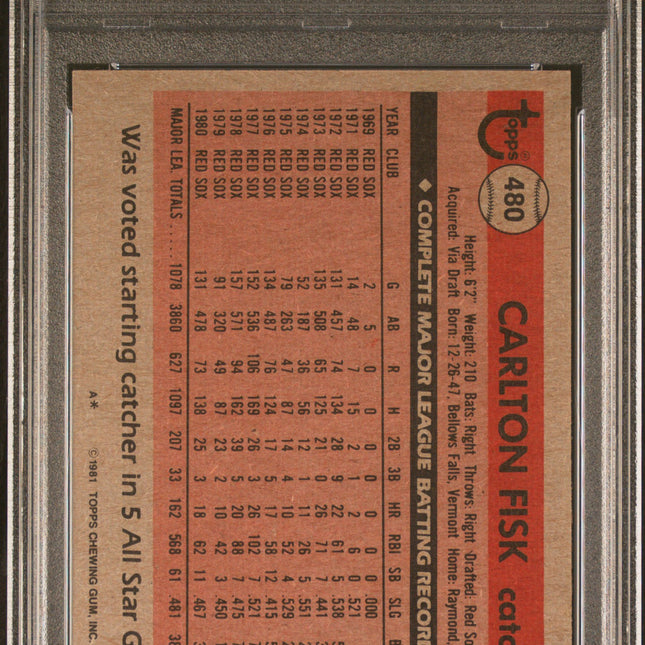 Topps®
480
CARLTON FISK catc
Height: 6'2" Weight: 210 Bats: Right Throws: Right Drafted: Red So
Acquired: Via Draft Born: 12-26-47, Bellows Falls, Vermont Home: Raymond,
◆ COMPLETE MAJOR LEAGUE BATTING RECOR
YEAR CLUB G AB R H 2B 3B HR RBI SB SLG B
1969 RED SOX 2 5 0 0 0 0 0 0 0 .000
1971 RED SOX 14 48 7 15 2 1 2 6 0 .521
1972 RED SOX 131 457 74 134 28 9 22 61 5 .538
1973 RED SOX 135 508 65 125 21 0 26 71 7 .441
1974 RED SOX 52 187 36 56 12 1 11 26 5 .551
1975 RED SOX 79 263 47 87 14 4 10 52 4 .529
1976 RED SOX 134 487 76 124 17 5 17 58 12 .415
1977 RED SOX 152 536 106 169 26 3 26 102 7 .521
1978 RED SOX 157 571 94 162 39 5 20 88 7 .475
1979 RED SOX 91 320 49 87 23 2 10 42 3 .450
1980 RED SOX 131 478 73 138 25 3 18 62 11 .467
MAJOR LEA. TOTALS ..... 1078 3860 627 1097 207 33 162 568 61 .481 38
Was voted starting catcher in 5 All Star G
A* ©1981 TOPPS CHEWING GUM, INC.